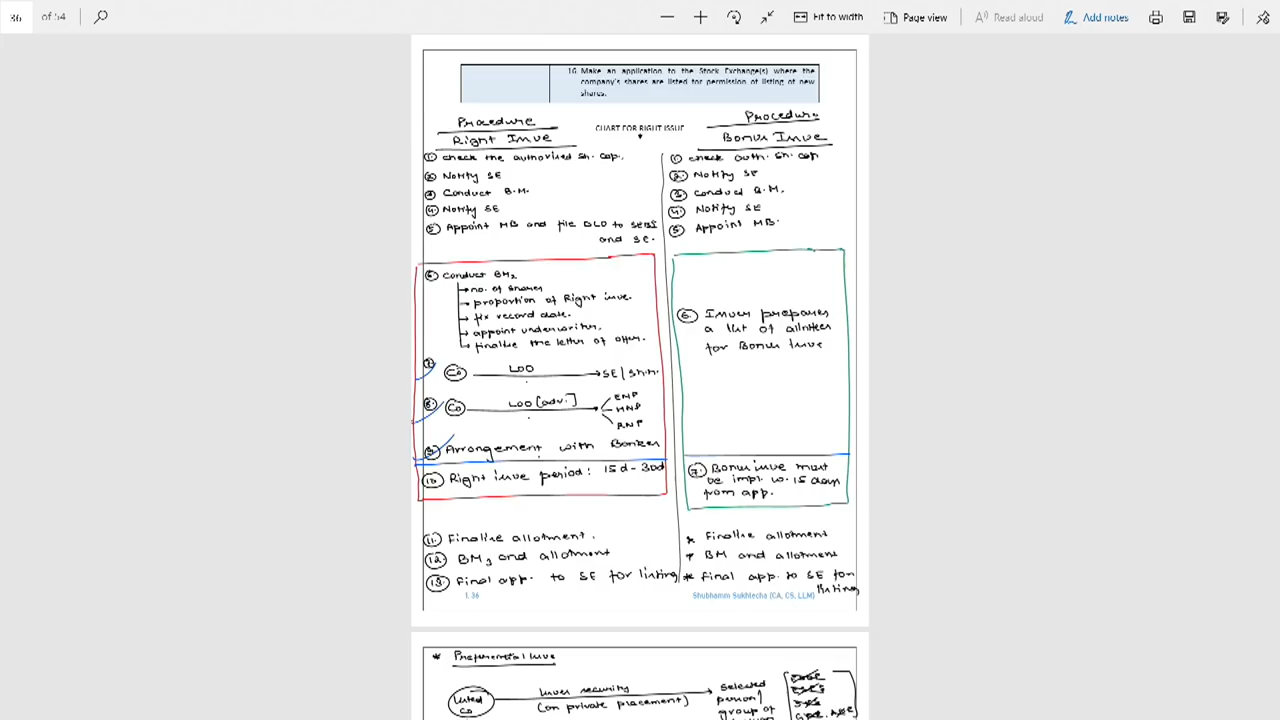 36 of 54
Fit to width
Page view
Read aloud
Add notes
16. Make an application to the Stock Exchange(s) where the
company's shares are listed for permission of listing of new
shares.
CHART FOR RIGHT ISSUE
Procedure
Right Issue
① check the authorised sh. cap.
② Notify SE
③ Conduct B.M.
④ Notify SE
⑤ Appoint MB and file DLO to SEBI
and SE.
⑥ Conduct BM2
→ no. of shares
→ proportion of Right issue.
→ fix record date.
→ appoint underwriter.
→ finalise the letter of offer.
⑦ Co LOO → SE / Sh.h.
⑧ Co LOO [adv.] → ENP
HNP
RNP
⑨ Arrangement with Banker
⑩ Right issue period: 15d - 30d
⑪ Finalise allotment.
⑫ BM3 and allotment
⑬ Final app. to SE for listing
Procedure
Bonus Issue
① check auth. sh. cap
② Notify SE
③ Conduct B.M.
④ Notify SE
⑤ Appoint MB.
⑥ Issuer prepares
a list of allottees
for Bonus Issue
⑦ Bonus issue must
be impl. w. 15 days
from app.
* Finalise allotment
* BM and allotment
* Final app. to SE for
listing
1.36
Shubhamm Sukhlecha (CA, CS, LLM)
* Preferential Issue
Listed
co
Issues security
(on private placement)
selected
person/
group of